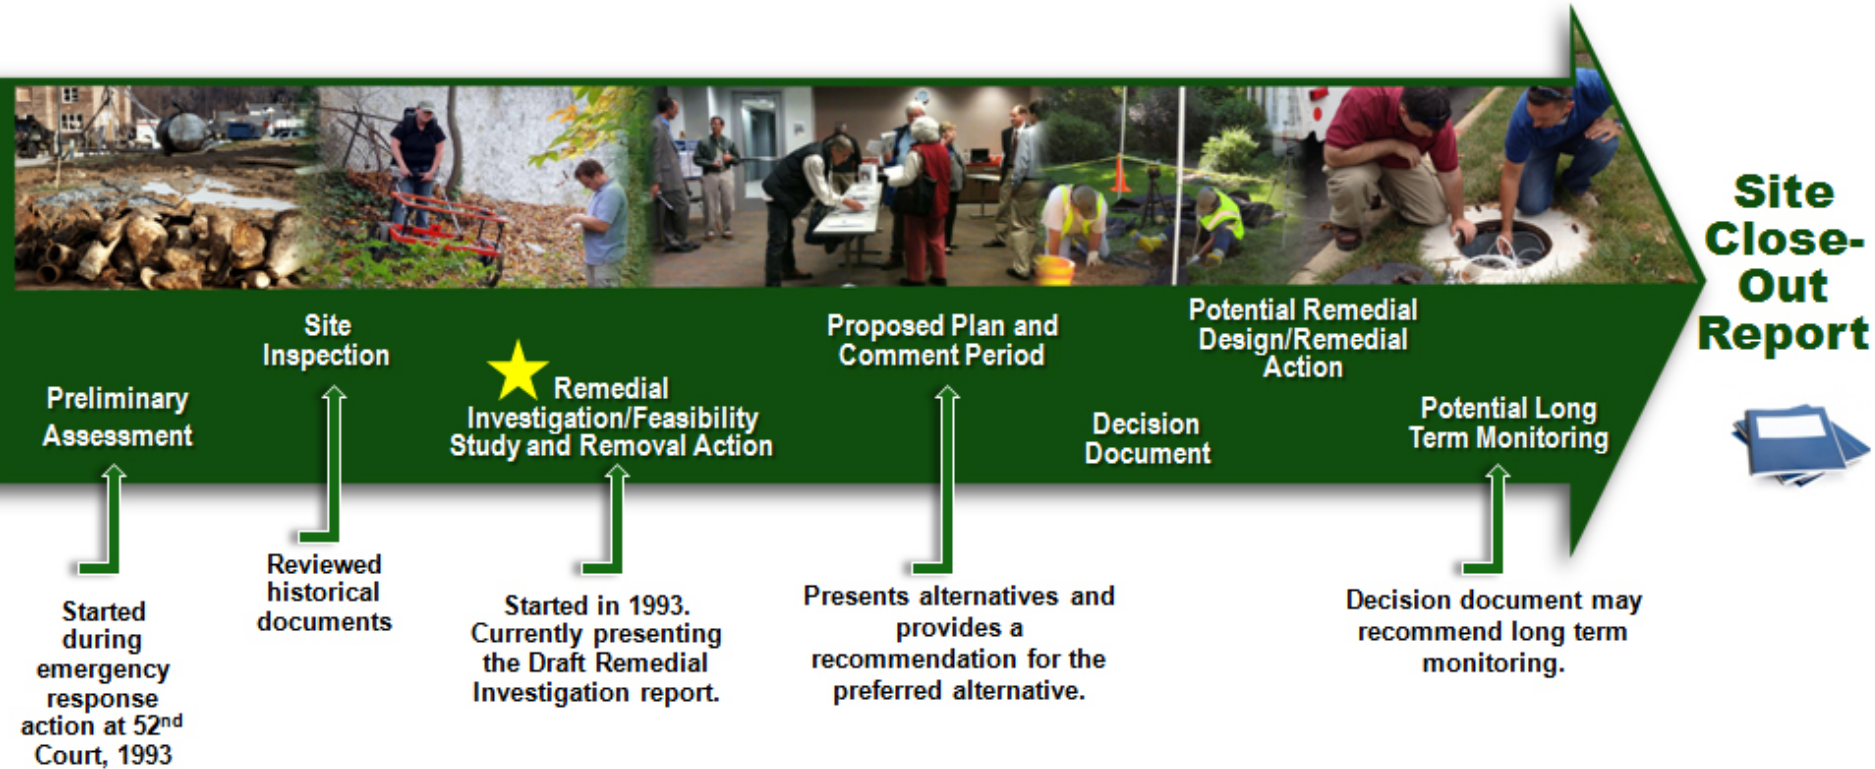 Preliminary
Assessment
Site
Inspection
Remedial
Investigation/Feasibility
Study and Removal Action
Proposed Plan and
Comment Period
Decision
Document
Potential Remedial
Design/Remedial
Action
Potential Long
Term Monitoring
Site
Close-
Out
Report
Started
during
emergency
response
action at 52nd
Court, 1993
Reviewed
historical
documents
Started in 1993.
Currently presenting
the Draft Remedial
Investigation report.
Presents alternatives and
provides a
recommendation for the
preferred alternative.
Decision document may
recommend long term
monitoring.